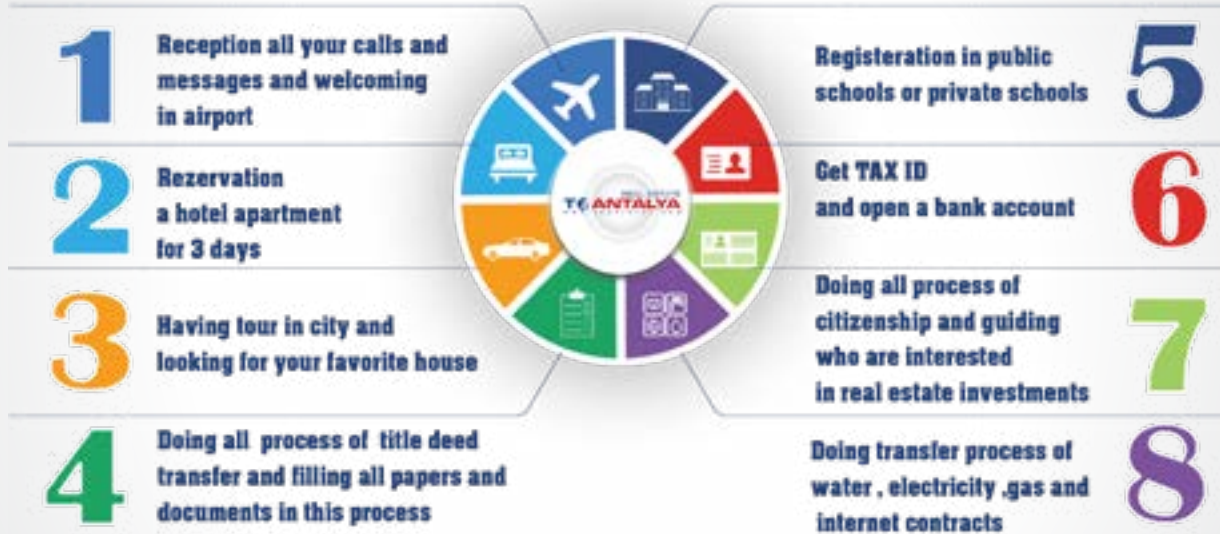 1
Reception all your calls and
messages and welcoming
in airport
2
Rezervation
a hotel apartment
for 3 days
3
Having tour in city and
looking for your favorite house
4
Doing all process of title deed
transfer and filling all papers and
documents in this process
REAL ESTATE
TO ANTALYA
5
Registeration in public
schools or private schools
6
Get TAX ID
and open a bank account
7
Doing all process of
citizenship and guiding
who are interested
in real estate investments
8
Doing transfer process of
water , electricity ,gas and
internet contracts